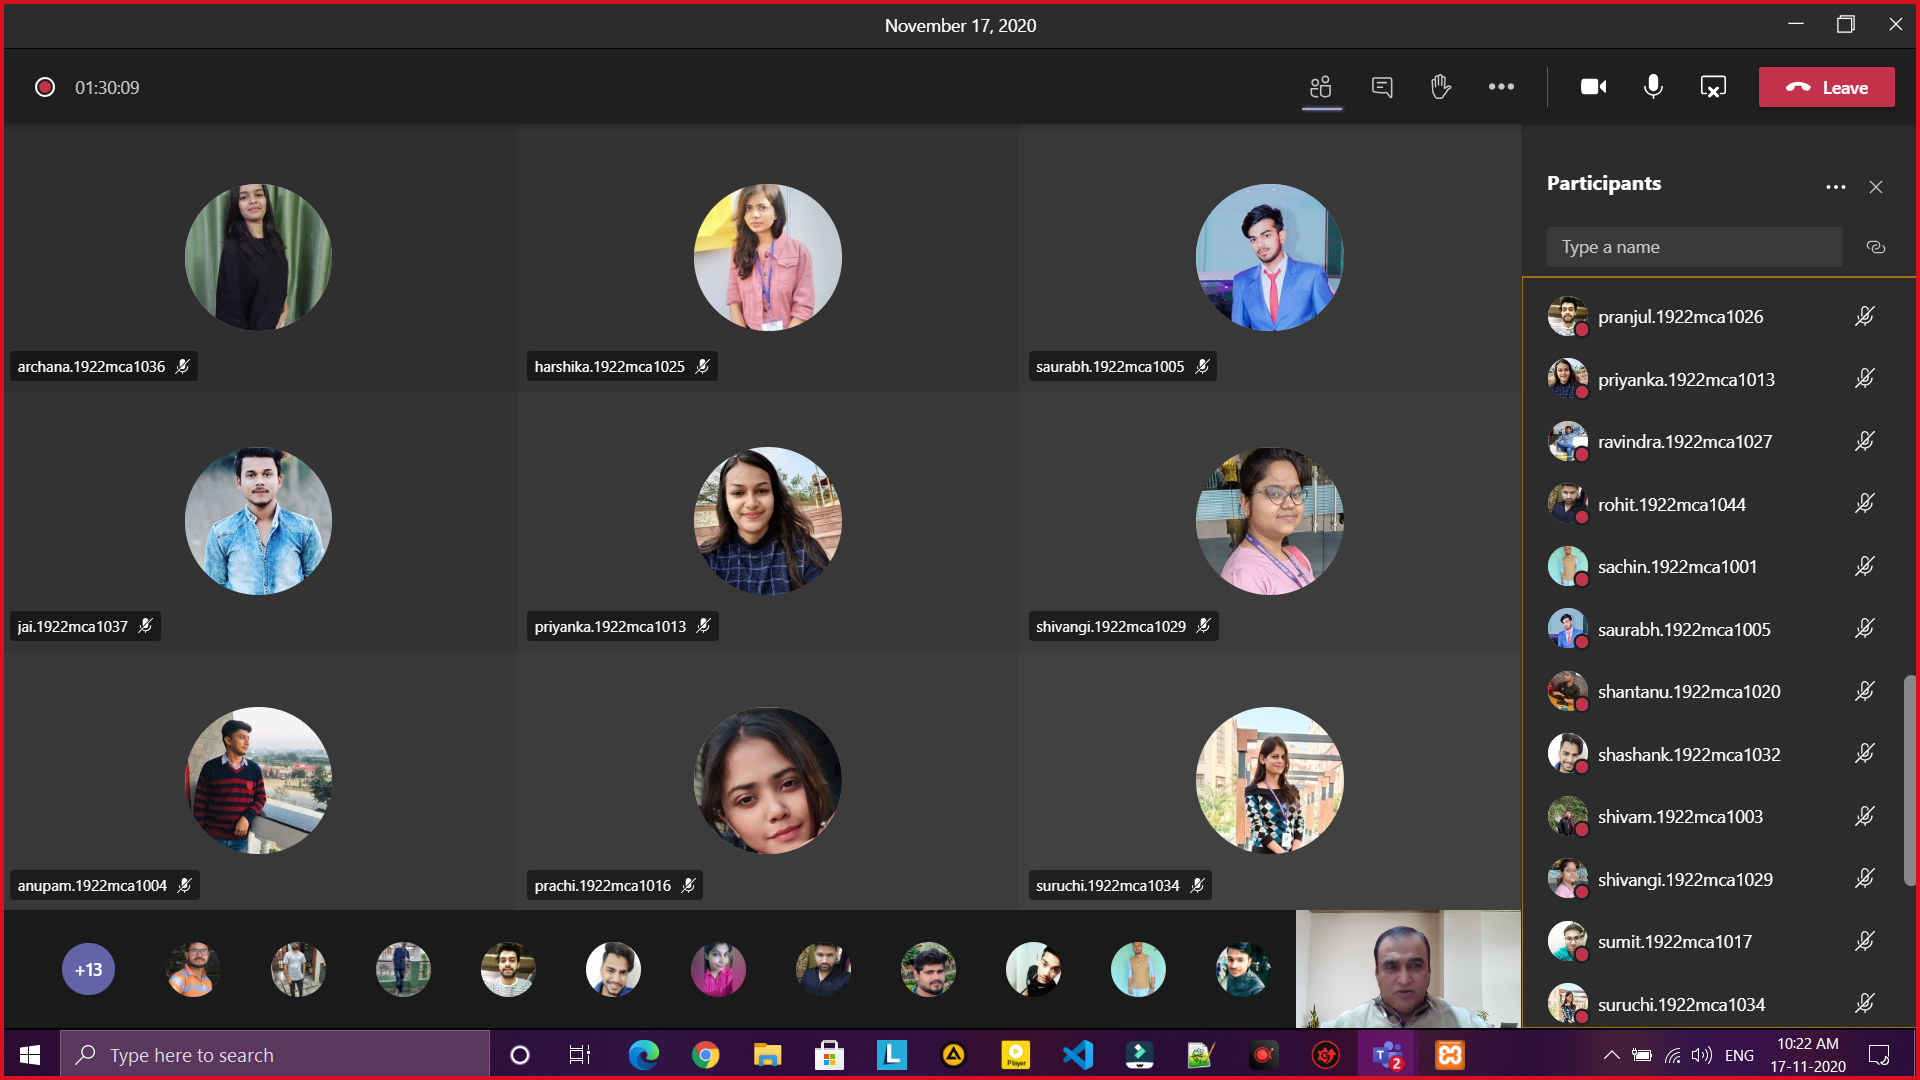 November 17, 2020
01:30:09
Leave
archana.1922mca1036
harshika.1922mca1025
saurabh.1922mca1005
jai.1922mca1037
priyanka.1922mca1013
shivangi.1922mca1029
anupam.1922mca1004
prachi.1922mca1016
suruchi.1922mca1034
+13
Participants
Type a name
pranjul.1922mca1026
priyanka.1922mca1013
ravindra.1922mca1027
rohit.1922mca1044
sachin.1922mca1001
saurabh.1922mca1005
shantanu.1922mca1020
shashank.1922mca1032
shivam.1922mca1003
shivangi.1922mca1029
sumit.1922mca1017
suruchi.1922mca1034
Type here to search
L
Player
T
2
ENG
10:22 AM
17-11-2020